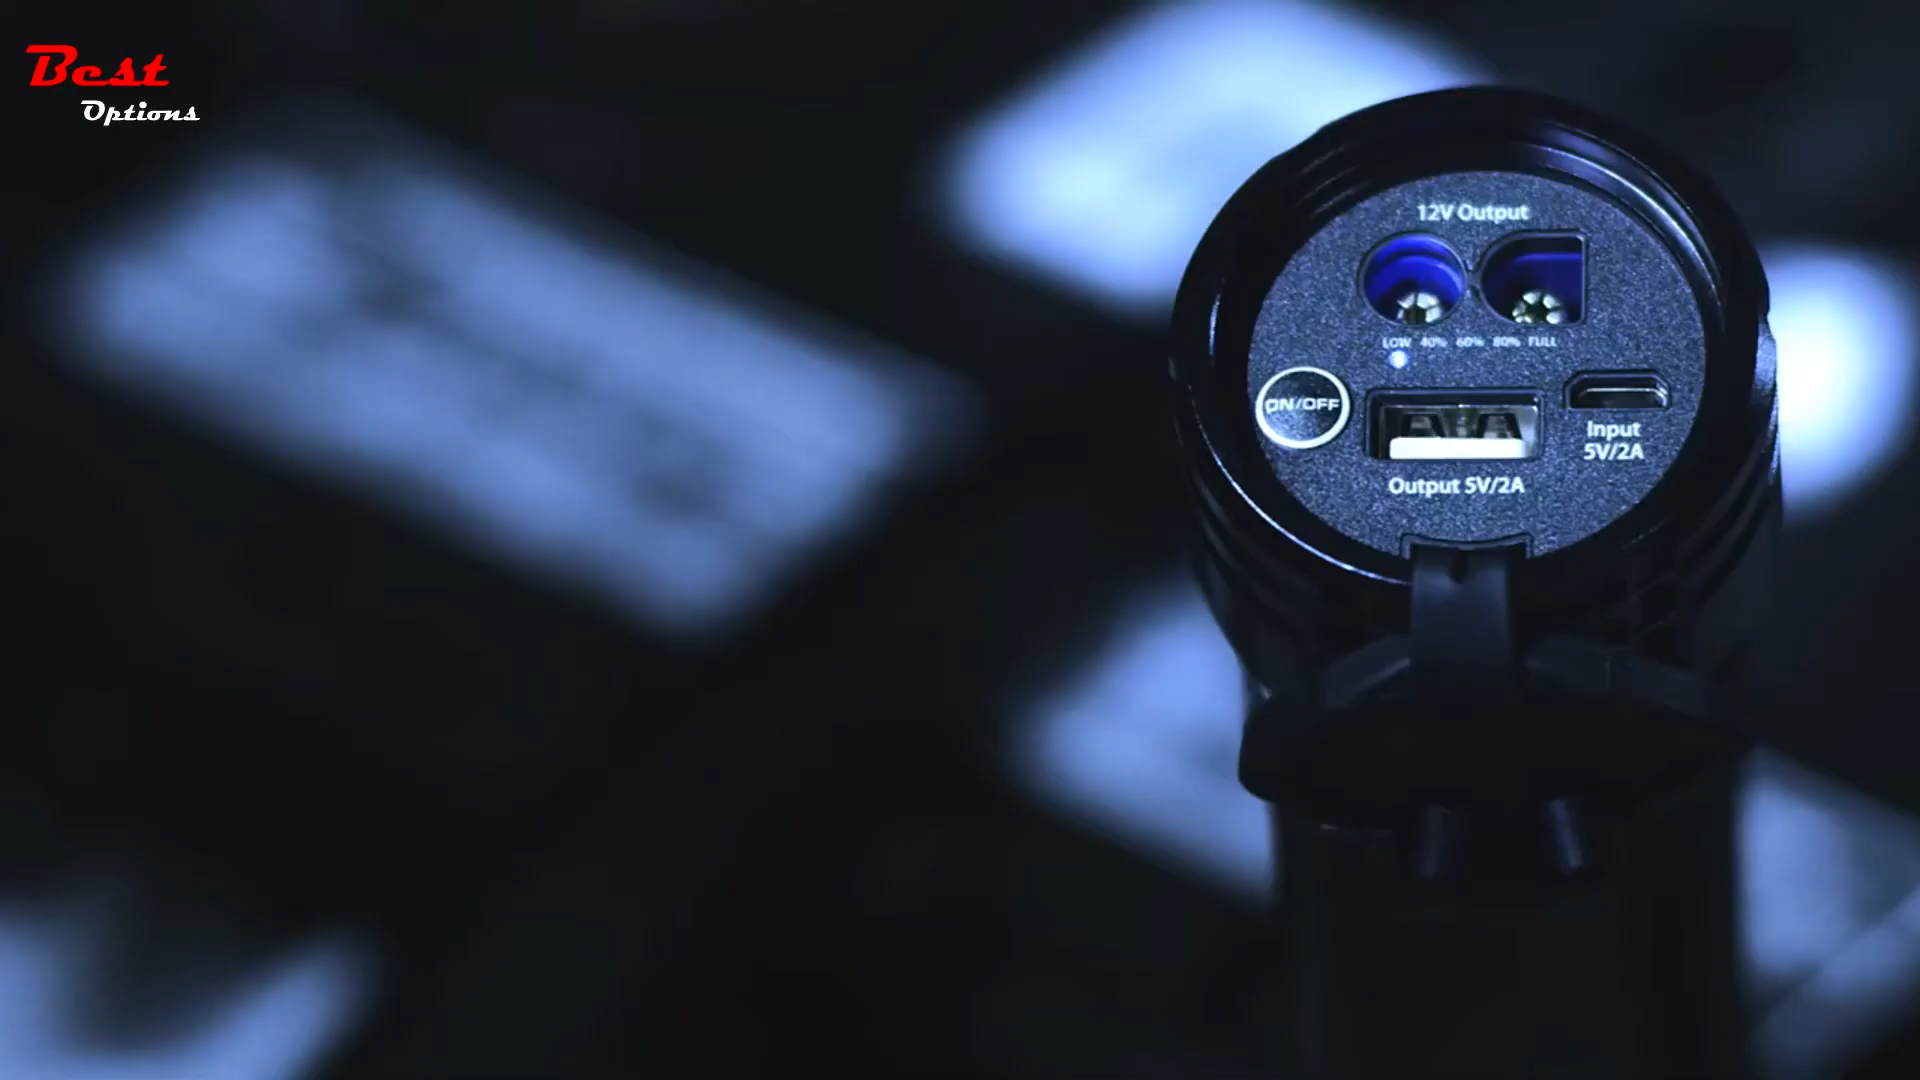 Best
Options
12V Output
LOW 40% 60% 80% FULL
ON/OFF
Input
5V/2A
Output 5V/2A